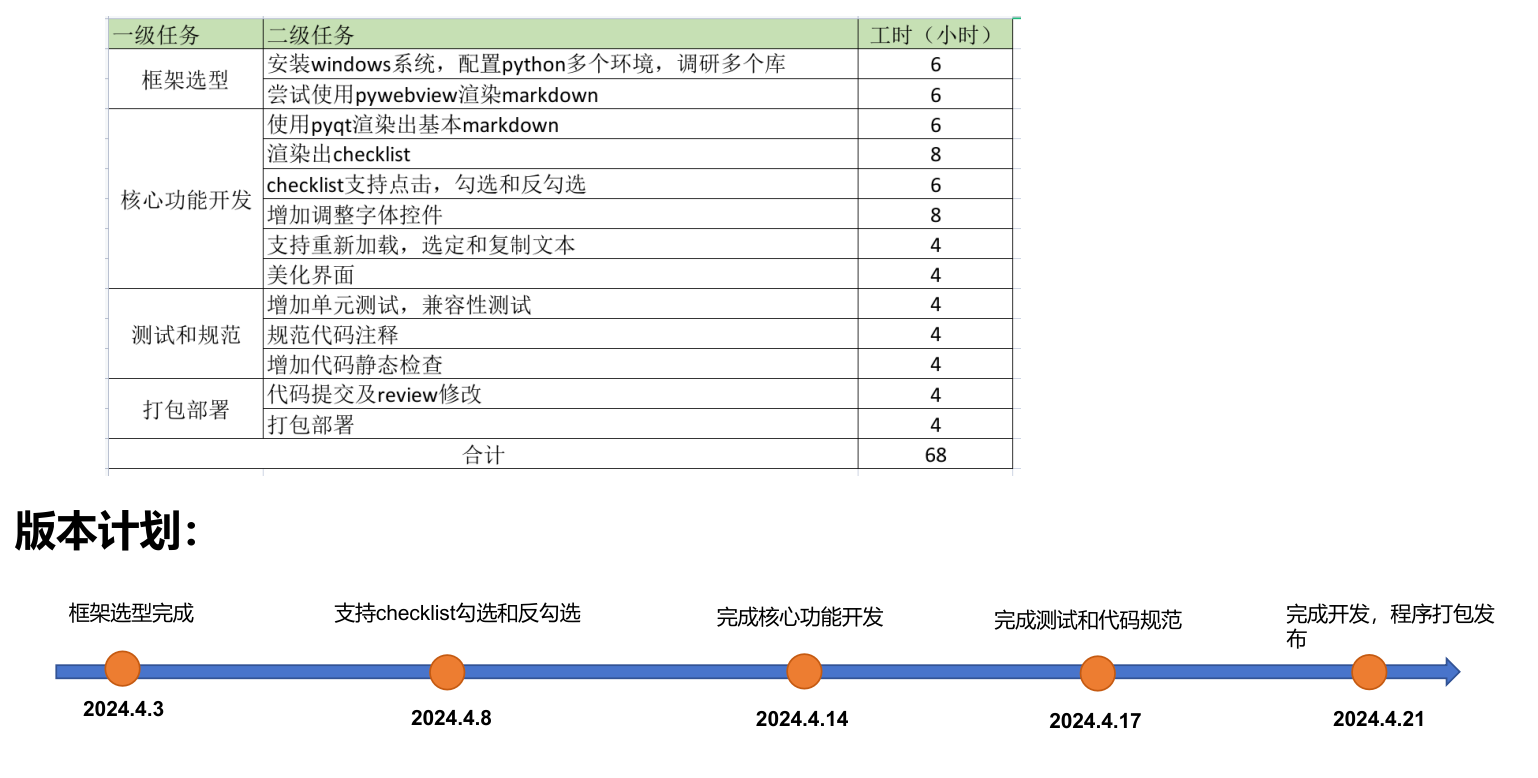 一级任务 二级任务 工时（小时）
框架选型 安装windows系统，配置python多个环境，调研多个库 6
尝试使用pywebview渲染markdown 6
核心功能开发 使用pyqt渲染出基本markdown 6
渲染出checklist 8
checklist支持点击，勾选和反勾选 6
增加调整字体控件 8
支持重新加载，选定和复制文本 4
美化界面 4
测试和规范 增加单元测试，兼容性测试 4
规范代码注释 4
增加代码静态检查 4
打包部署 代码提交及review修改 4
打包部署 4
合计 68
版本计划：
框架选型完成 支持checklist勾选和反勾选 完成核心功能开发 完成测试和代码规范 完成开发，程序打包发
布
2024.4.3 2024.4.8 2024.4.14 2024.4.17 2024.4.21